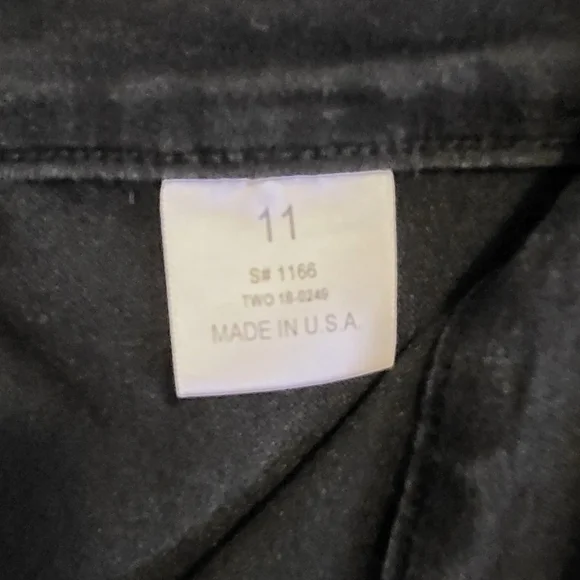 11
S# 1166
TWO 18-0249
MADE IN U.S.A.